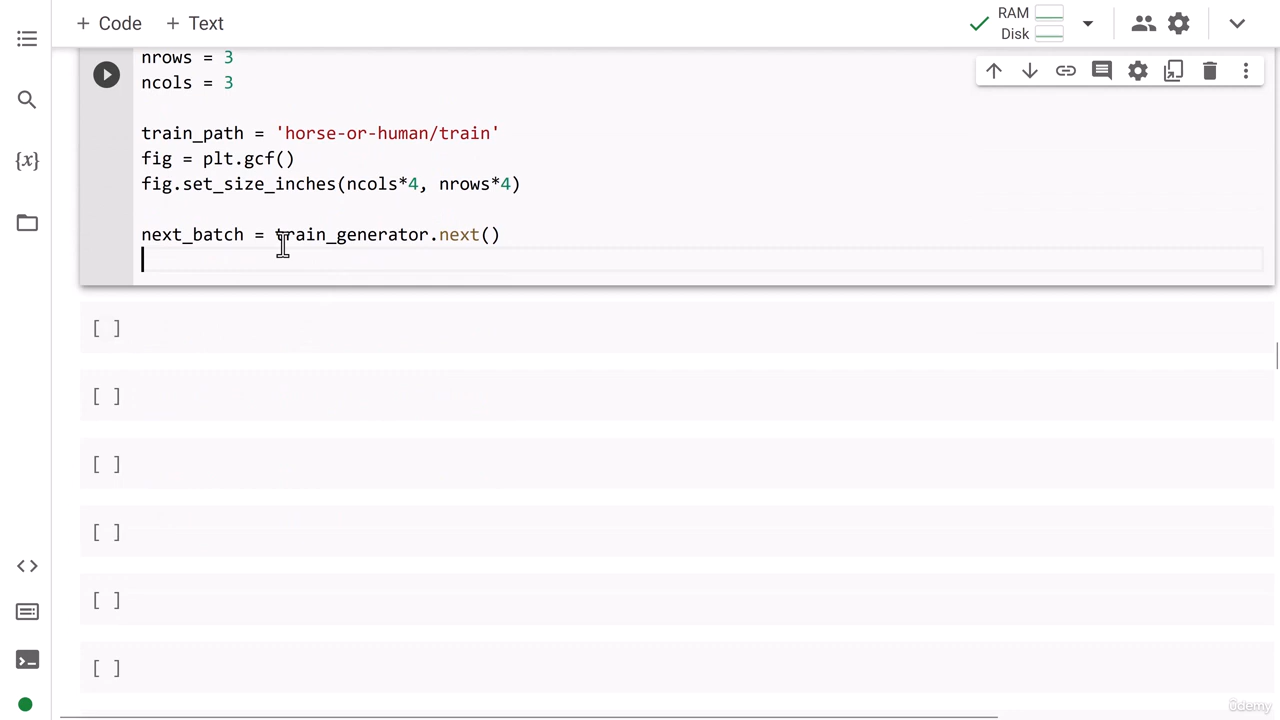 + Code + Text
RAM
Disk
nrows = 3
ncols = 3
train_path = 'horse-or-human/train'
fig = plt.gcf()
fig.set_size_inches(ncols*4, nrows*4)
next_batch = train_generator.next()
{x}
[ ]
[ ]
[ ]
[ ]
[ ]
[ ]
ûdemy